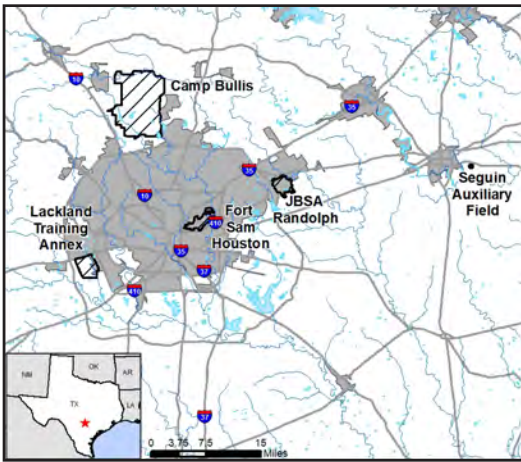 10
Camp Bullis
35
35
Seguin
Auxiliary
Field
JBSA
Randolph
10
Fort
Sam
Houston
410
Lackland
Training
Annex
35
37
410
NM
OK
AR
TX
LA
37
0 3.75 7.5 15
Miles